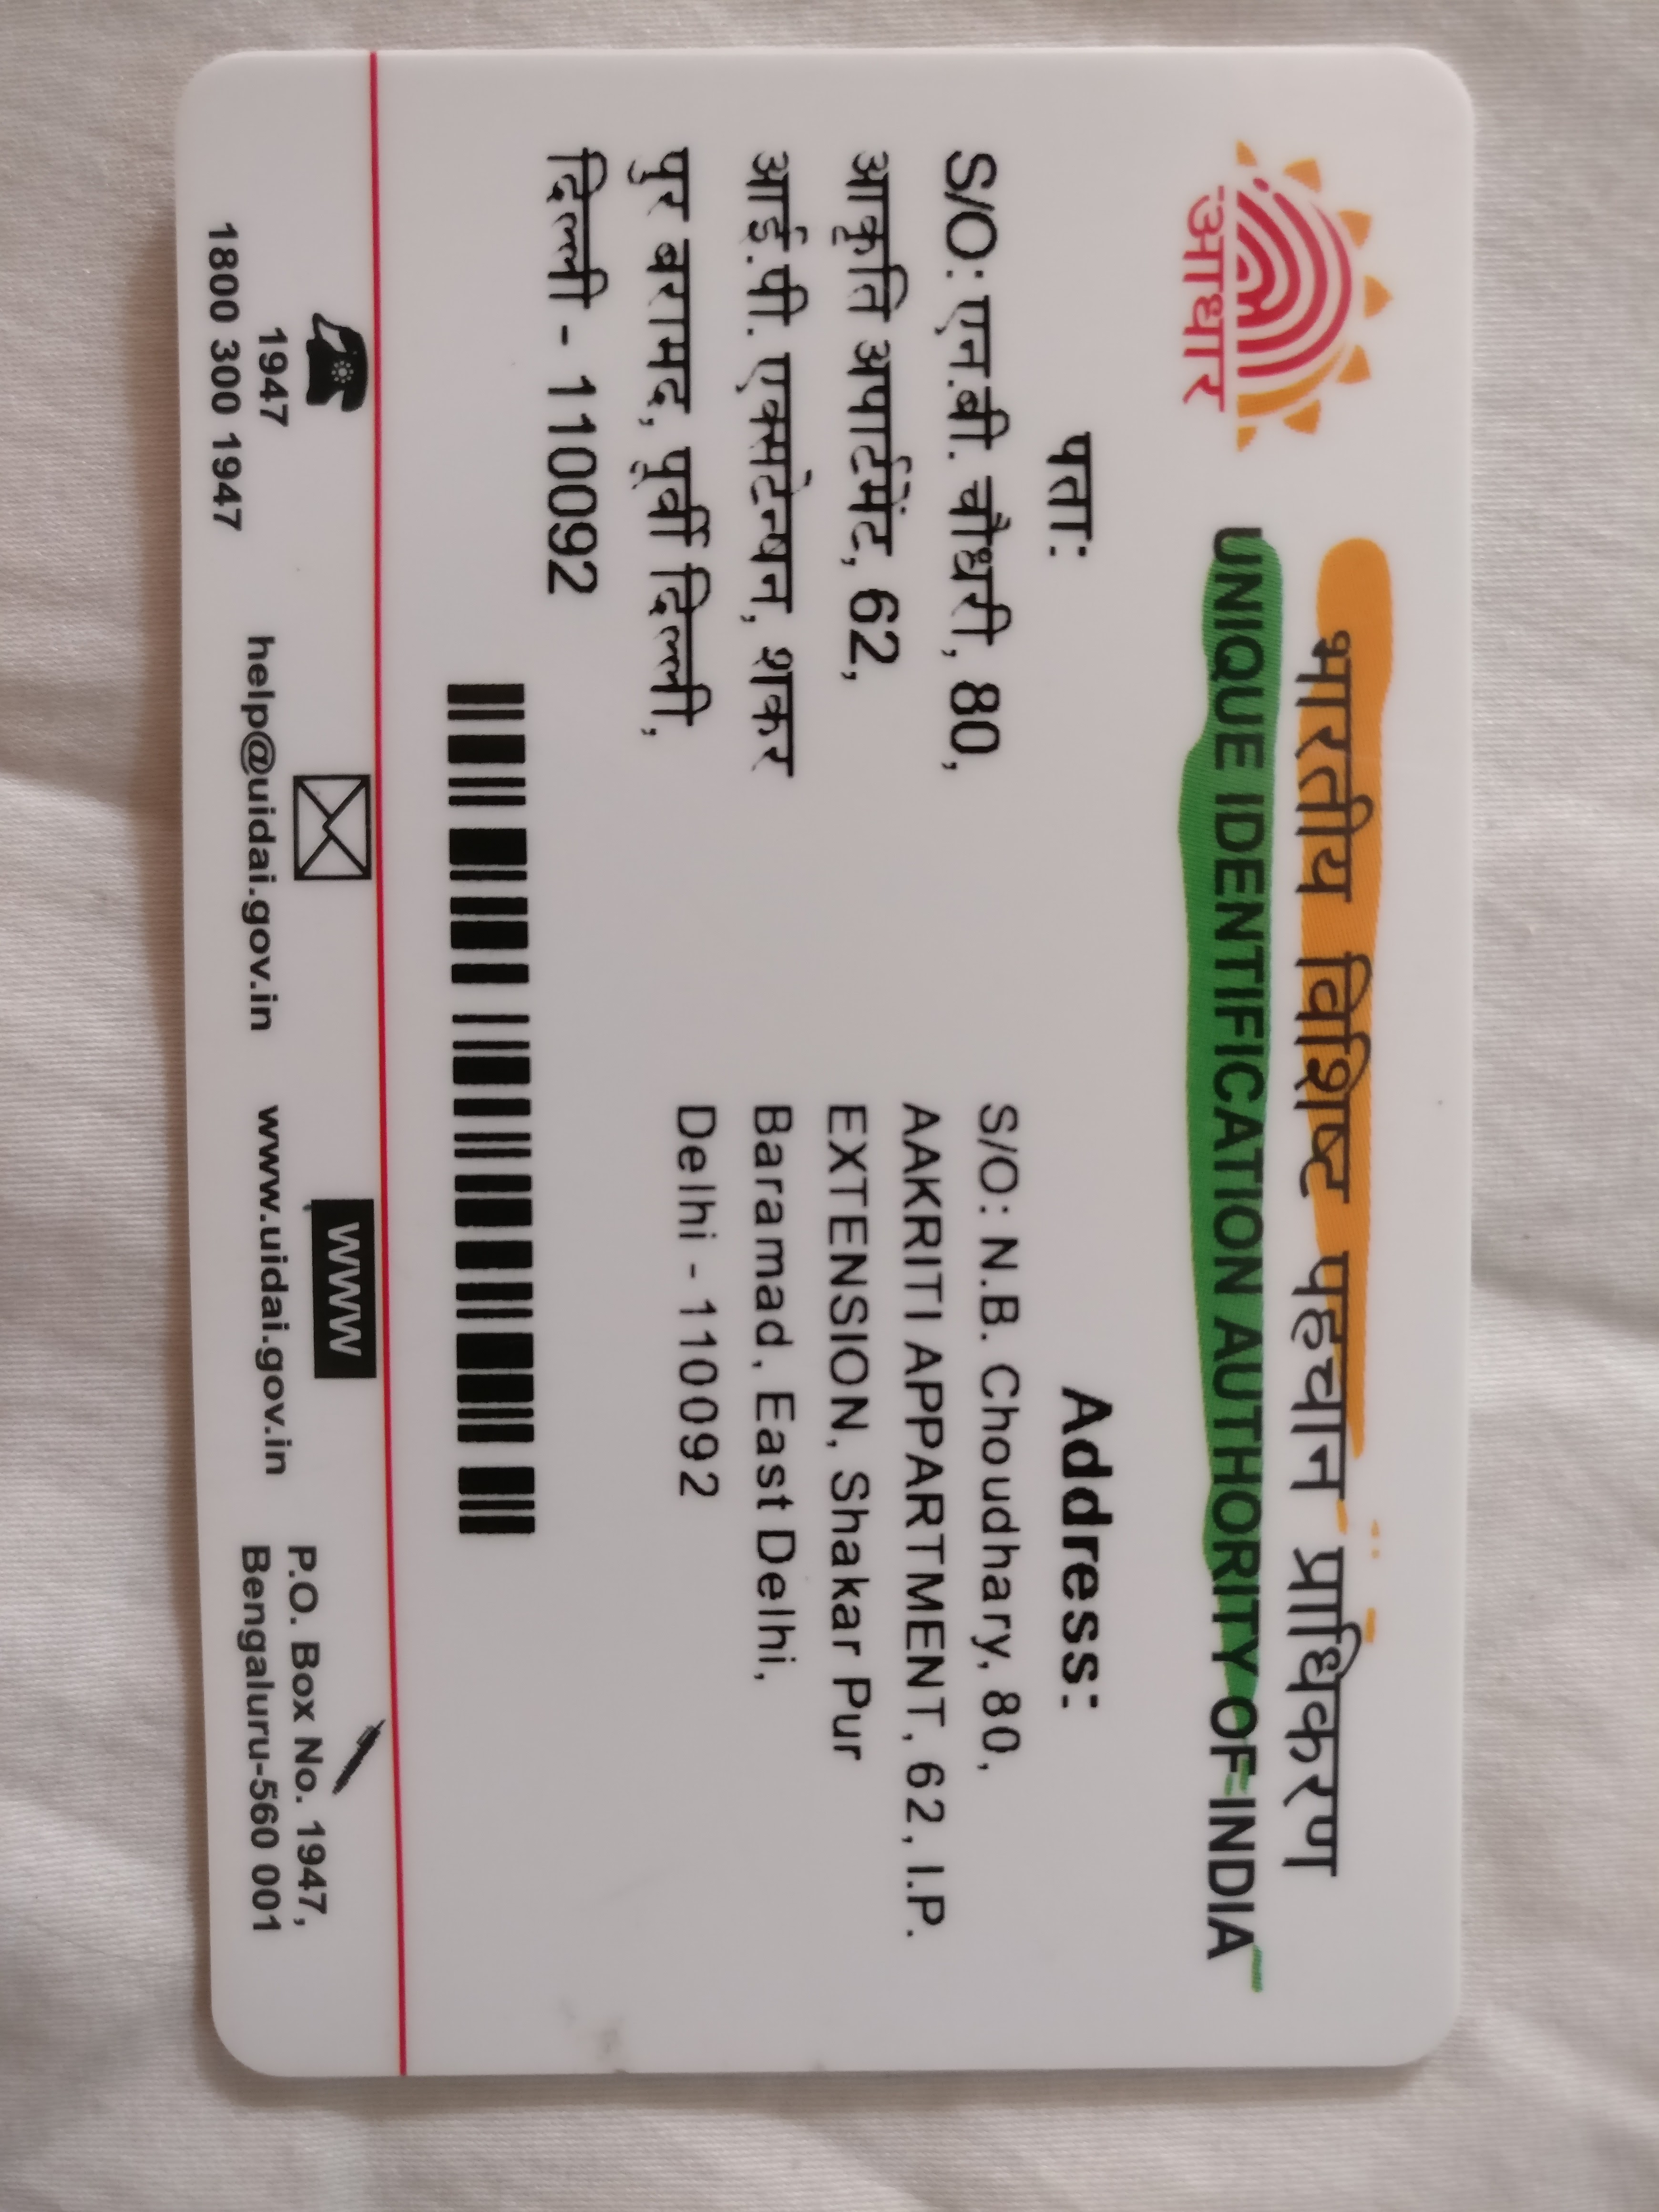 भारतीय विशिष्ट पहचान प्राधिकरण
UNIQUE IDENTIFICATION AUTHORITY OF INDIA
आधार
पता:
S/O: एन.बी. चौधरी, 80,
आकृति अपार्टमेंट, 62,
आई.पी. एक्सटेन्षन, शकर
पुर बरामद, पूर्वी दिल्ली,
दिल्ली - 110092
Address:
S/O: N.B. Choudhary, 80,
AAKRITI APPARTMENT, 62, I.P.
EXTENSION, Shakar Pur
Baramad, East Delhi,
Delhi - 110092
1947
1800 300 1947
help@uidai.gov.in
WWW
www.uidai.gov.in
P.O. Box No. 1947,
Bengaluru-560 001